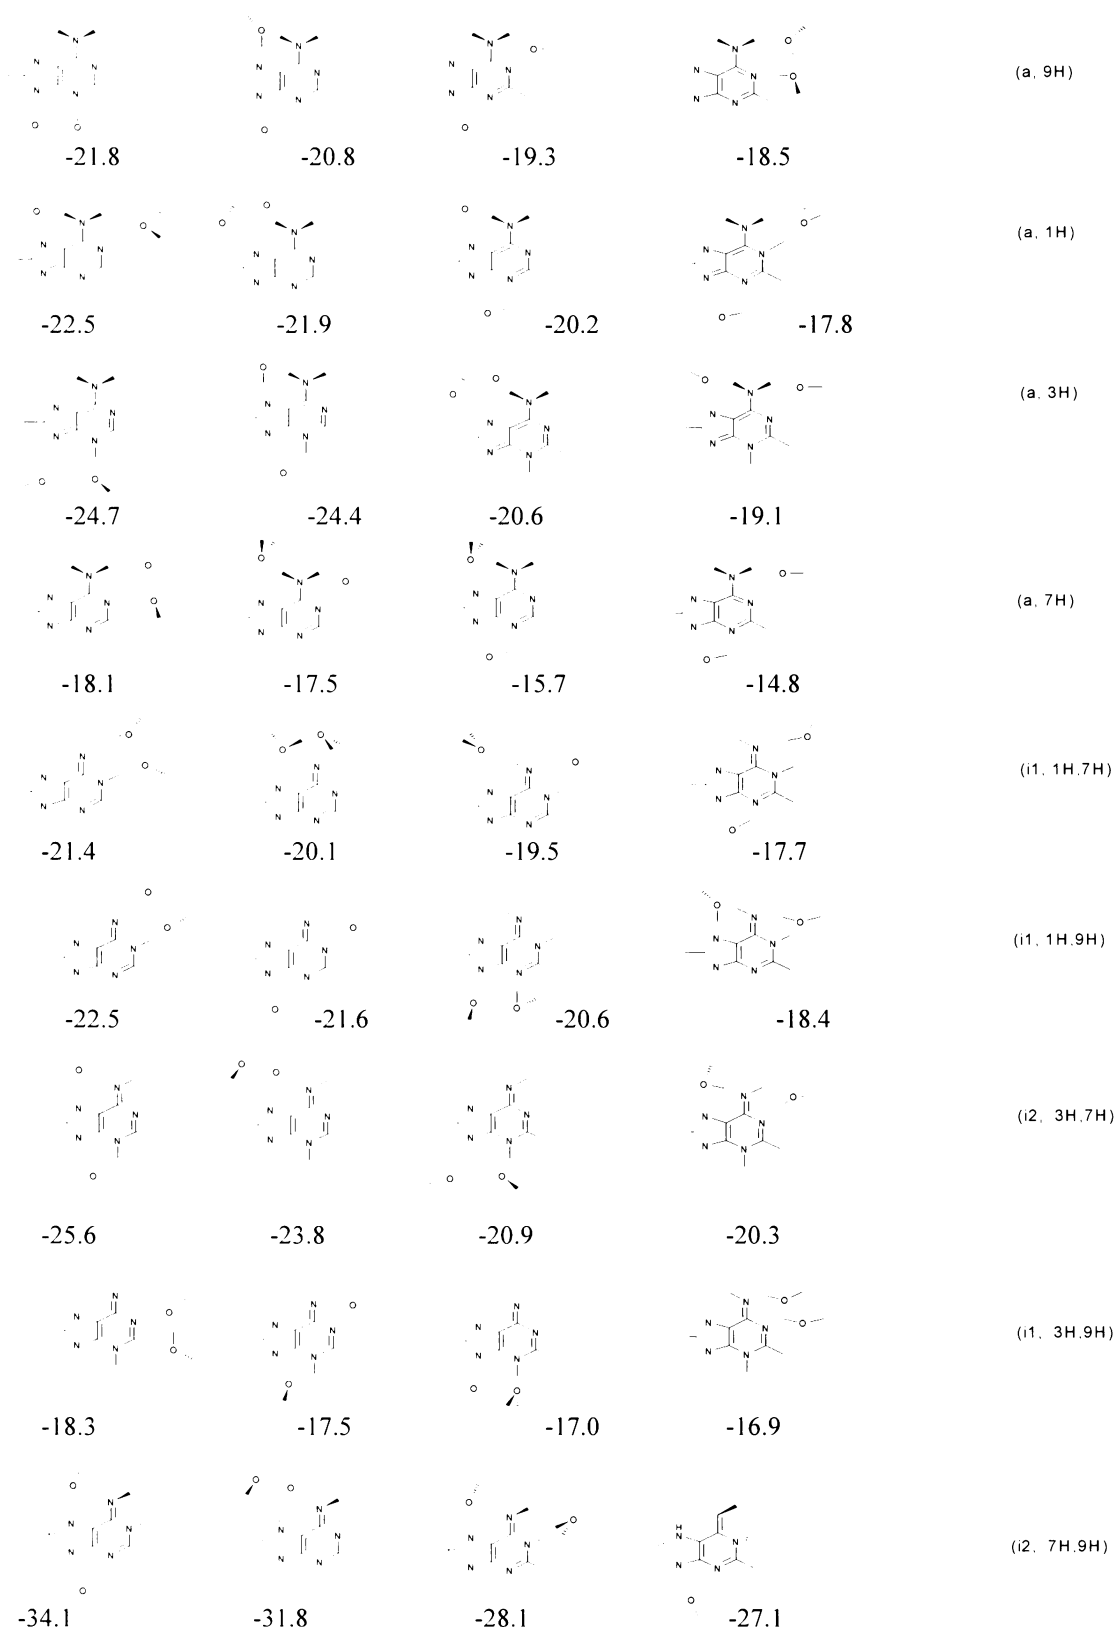 -21.8 -20.8 -19.3 -18.5 (a, 9H)
-22.5 -21.9 -20.2 -17.8 (a, 1H)
-24.7 -24.4 -20.6 -19.1 (a, 3H)
-18.1 -17.5 -15.7 -14.8 (a, 7H)
-21.4 -20.1 -19.5 -17.7 (i1, 1H,7H)
-22.5 -21.6 -20.6 -18.4 (i1, 1H,9H)
-25.6 -23.8 -20.9 -20.3 (i2, 3H,7H)
-18.3 -17.5 -17.0 -16.9 (i1, 3H,9H)
-34.1 -31.8 -28.1 -27.1 (i2, 7H,9H)